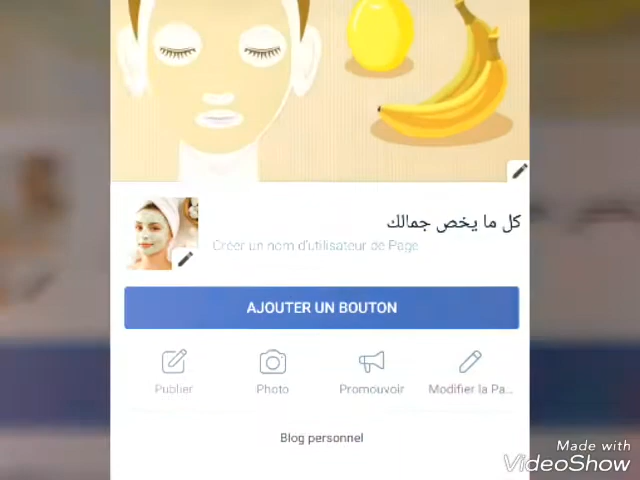 كل ما يخص جمالك
Créer un nom d'utilisateur de Page
AJOUTER UN BOUTON
Publier
Photo
Promouvoir
Modifier la Pa...
Blog personnel
Made with
VideoShow